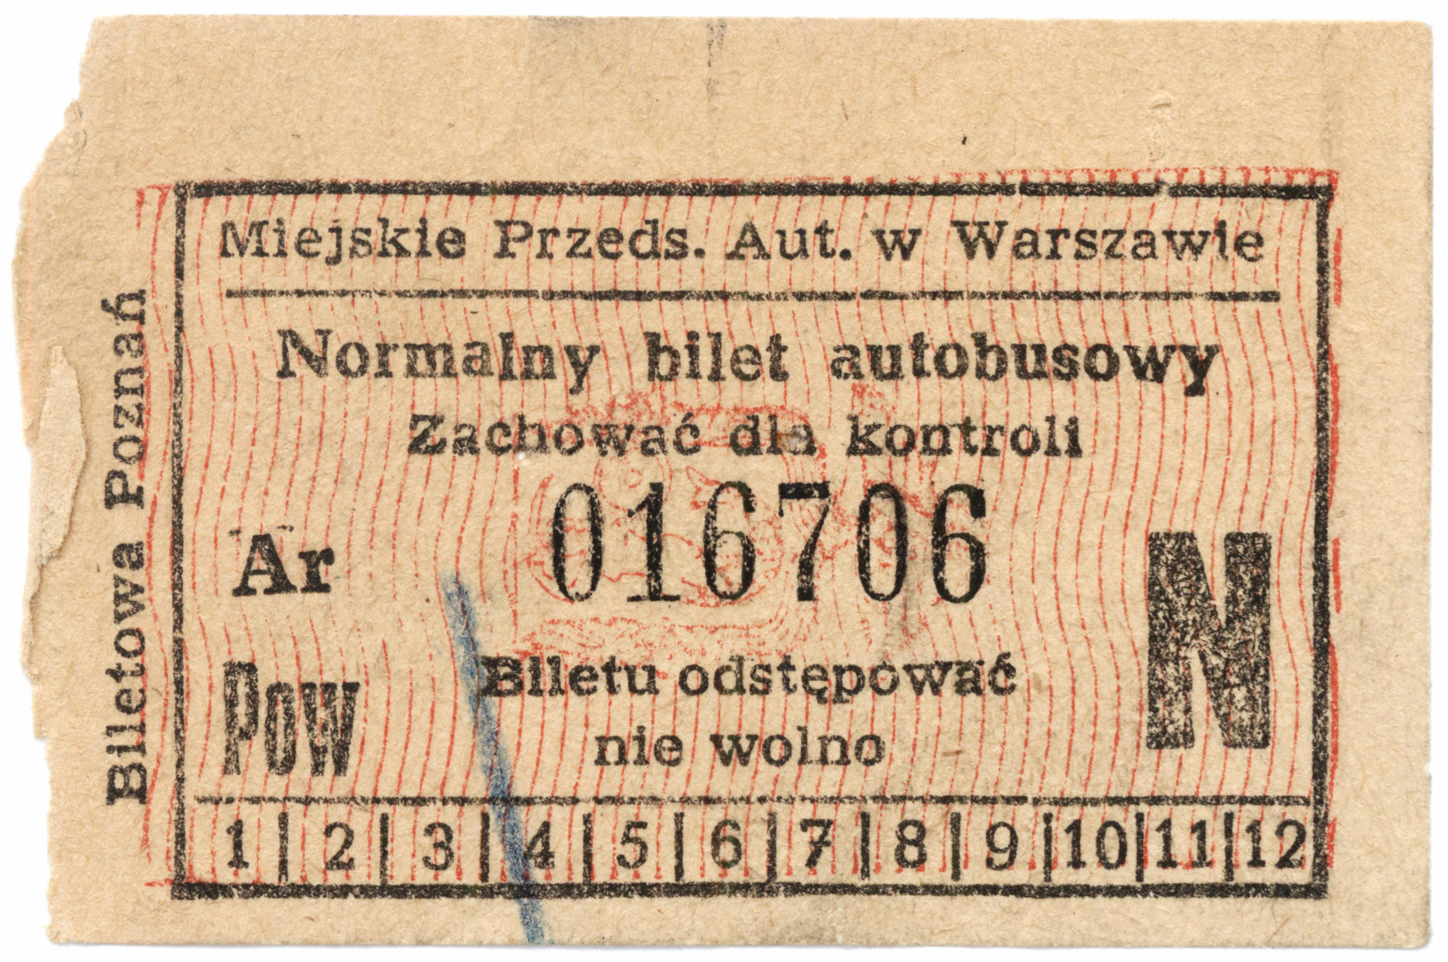 Miejskie Przeds. Aut. w Warszawie
Normalny bilet autobusowy
Zachować dla kontroli
016706
Ar
N
Pow
Biletu odstępować
nie wolno
1 | 2 | 3 | 4 | 5 | 6 | 7 | 8 | 9 | 10 | 11 | 12
Biletowa Poznań